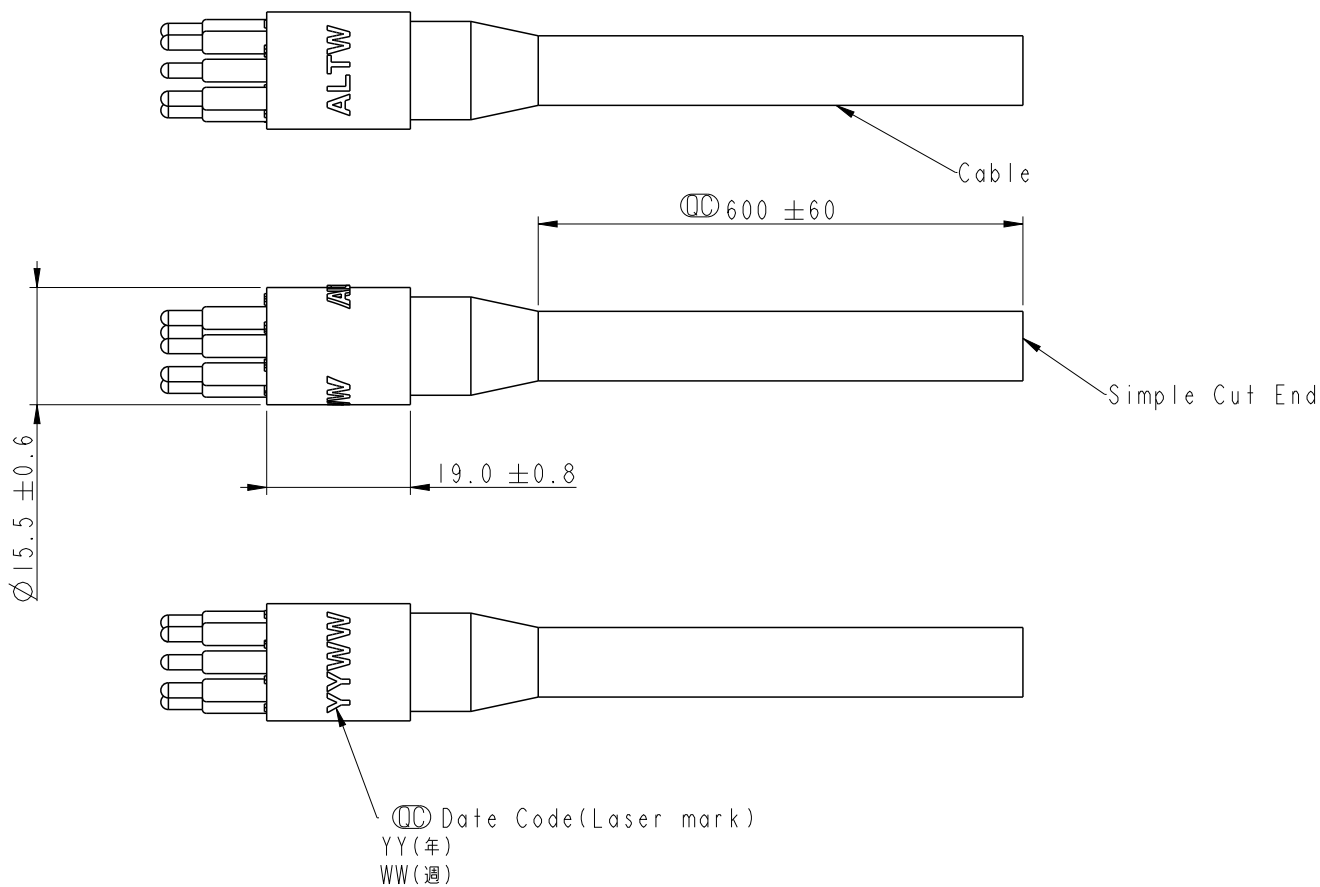 ALTW
Cable
QC 600 ±60
Simple Cut End
19.0 ±0.8
Ø15.5 ±0.6
YYWW
QC Date Code(Laser mark)
YY(年)
WW(週)